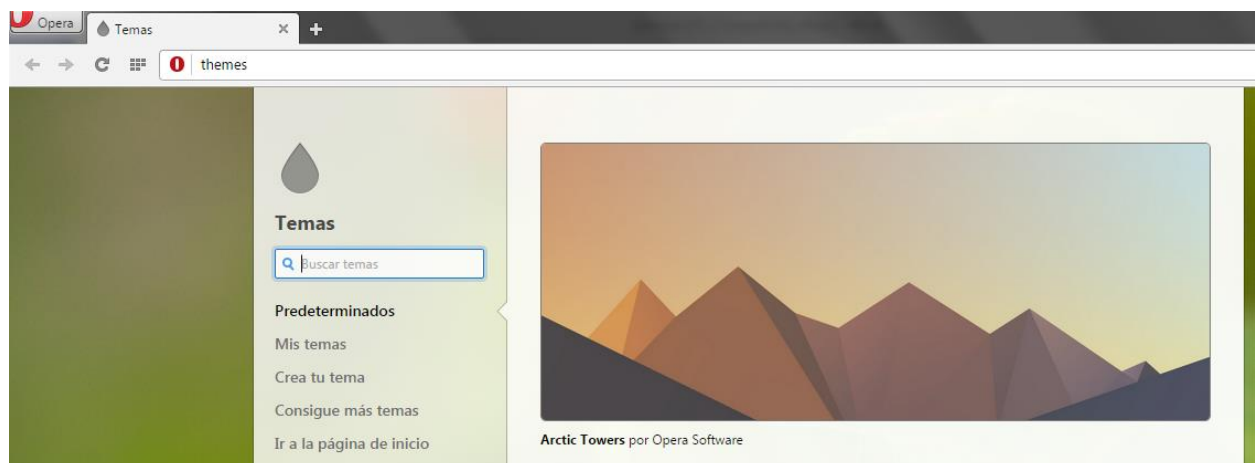 Opera
Temas
themes
Temas
Buscar temas
Predeterminados
Mis temas
Crea tu tema
Consigue más temas
Ir a la página de inicio
Arctic Towers por Opera Software